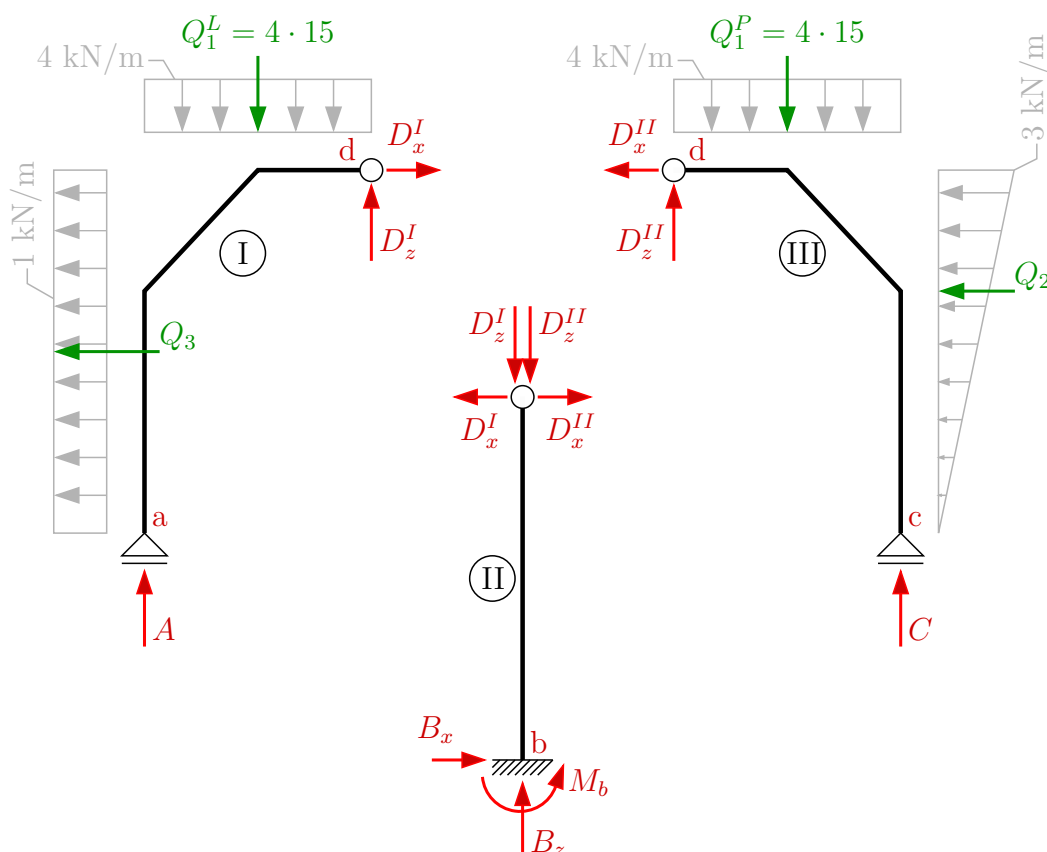 Q_1^L = 4 · 15
Q_1^P = 4 · 15
4 kN/m
4 kN/m
3 kN/m
d
D_x^I
D_x^II
d
1 kN/m
I
D_z^I
D_z^II
III
Q_2
Q_3
D_z^I
D_z^II
D_x^I
D_x^II
a
c
II
A
C
B_x
b
M_b
B_z